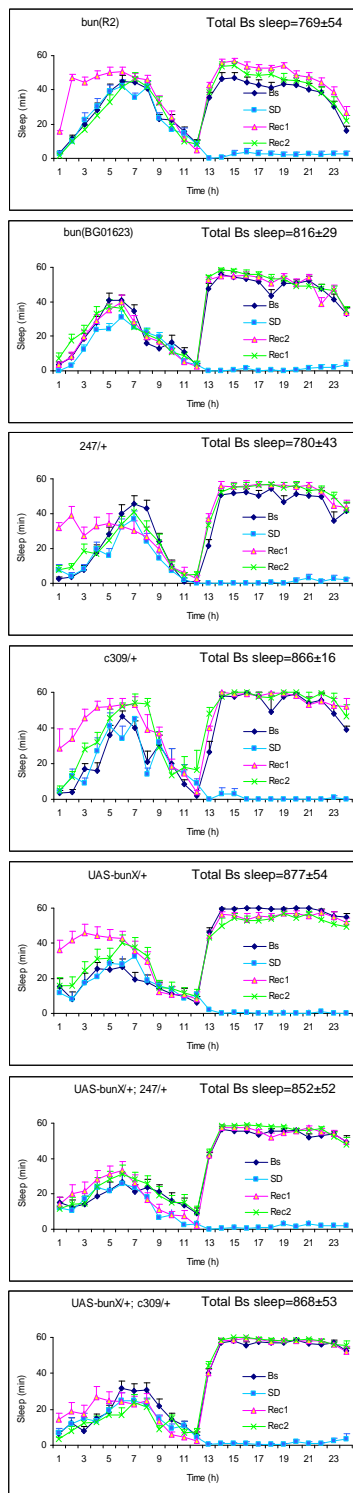 bun(R2) Total Bs sleep=769±54
60
40
20
0
Sleep (min)
Bs
SD
Rec1
Rec2
1 3 5 7 9 11 13 15 17 19 21 23
Time (h)
bun(BG01623) Total Bs sleep=816±29
60
40
20
0
Sleep (min)
Bs
SD
Rec2
Rec1
1 3 5 7 9 11 13 15 17 19 21 23
Time (h)
247/+ Total Bs sleep=780±43
60
40
20
0
Sleep (min)
Bs
SD
Rec1
Rec2
1 3 5 7 9 11 13 15 17 19 21 23
Time (h)
c309/+ Total Bs sleep=866±16
60
40
20
0
Sleep (min)
Bs
SD
Rec1
Rec2
1 3 5 7 9 11 13 15 17 19 21 23
Time (h)
UAS-bunX/+ Total Bs sleep=877±54
60
40
20
0
Sleep (min)
Bs
SD
Rec1
Rec2
1 3 5 7 9 11 13 15 17 19 21 23
Time (h)
UAS-bunX/+; 247/+ Total Bs sleep=852±52
60
40
20
0
Sleep (min)
Bs
SD
Rec1
Rec2
1 3 5 7 9 11 13 15 17 19 21 23
Time (h)
UAS-bunX/+; c309/+ Total Bs sleep=868±53
60
40
20
0
Sleep (min)
Bs
SD
Rec1
Rec2
1 3 5 7 9 11 13 15 17 19 21 23
Time (h)